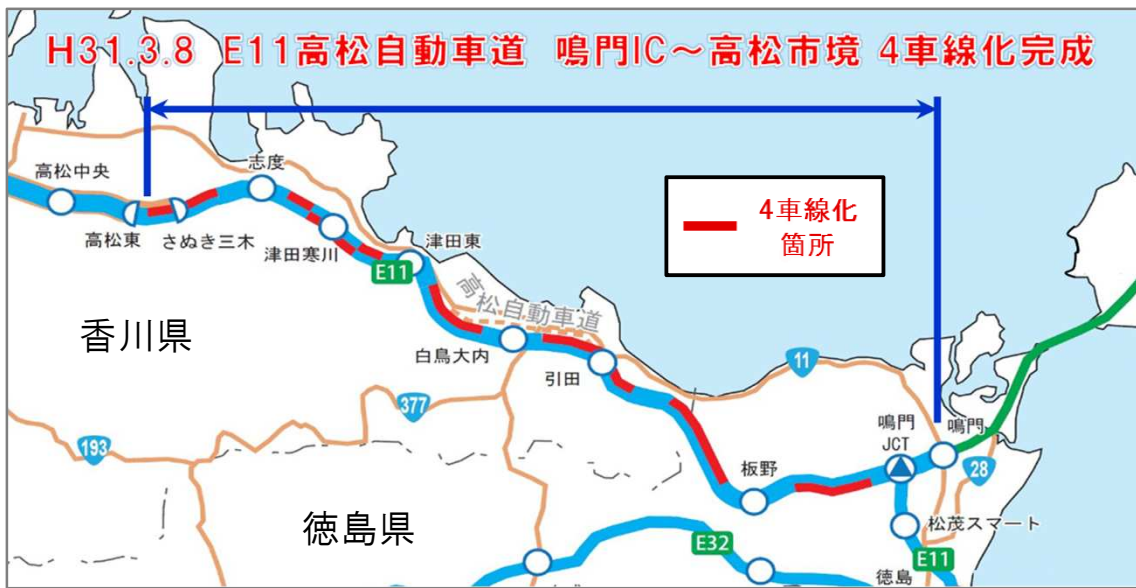 H31.3.8 E11高松自動車道 鳴門IC～高松市境 4車線化完成
高松中央
志度
高松東
さぬき三木
津田寒川
津田東
E11
4車線化
箇所
高松自動車道
香川県
白鳥大内
引田
11
377
193
鳴門
JCT
鳴門
板野
28
徳島県
松茂スマート
E32
徳島
E11